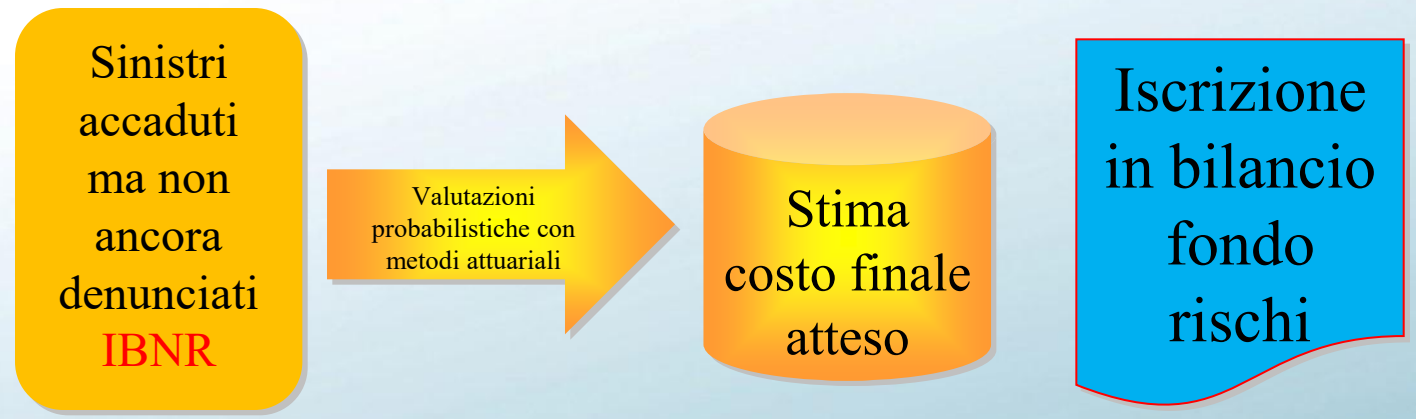 Sinistri
accaduti
ma non
ancora
denunciati
IBNR
Valutazioni
probabilistiche con
metodi attuariali
Stima
costo finale
atteso
Iscrizione
in bilancio
fondo
rischi